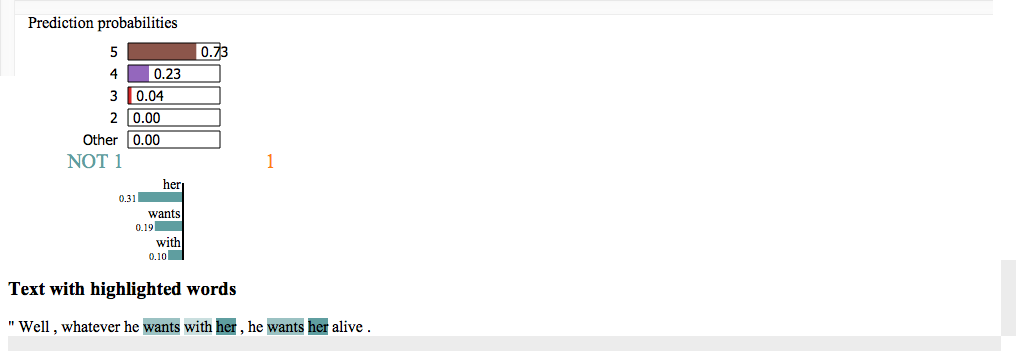 Prediction probabilities
5 0.73
4 0.23
3 0.04
2 0.00
Other 0.00
NOT 1 1
her
0.31
wants
0.19
with
0.10
Text with highlighted words
" Well , whatever he wants with her , he wants her alive .